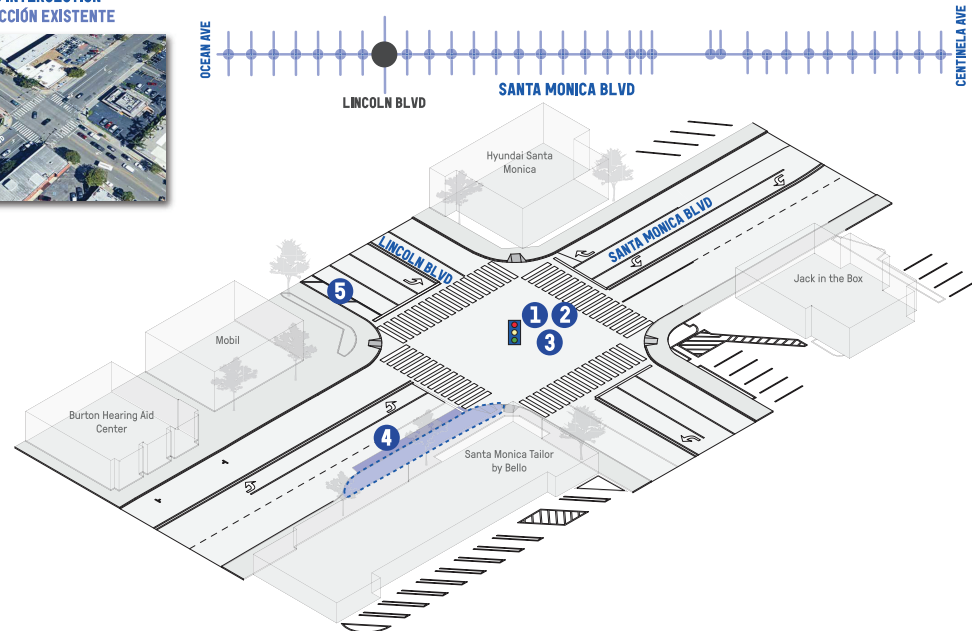 CCIÓN EXISTENTE
OCEAN AVE
CENTINELA AVE
LINCOLN BLVD
SANTA MONICA BLVD
Hyundai Santa
Monica
LINCOLN BLVD
SANTA MONICA BLVD
Jack in the Box
5
1 2
3
Mobil
Burton Hearing Aid
Center
4
Santa Monica Tailor
by Bello